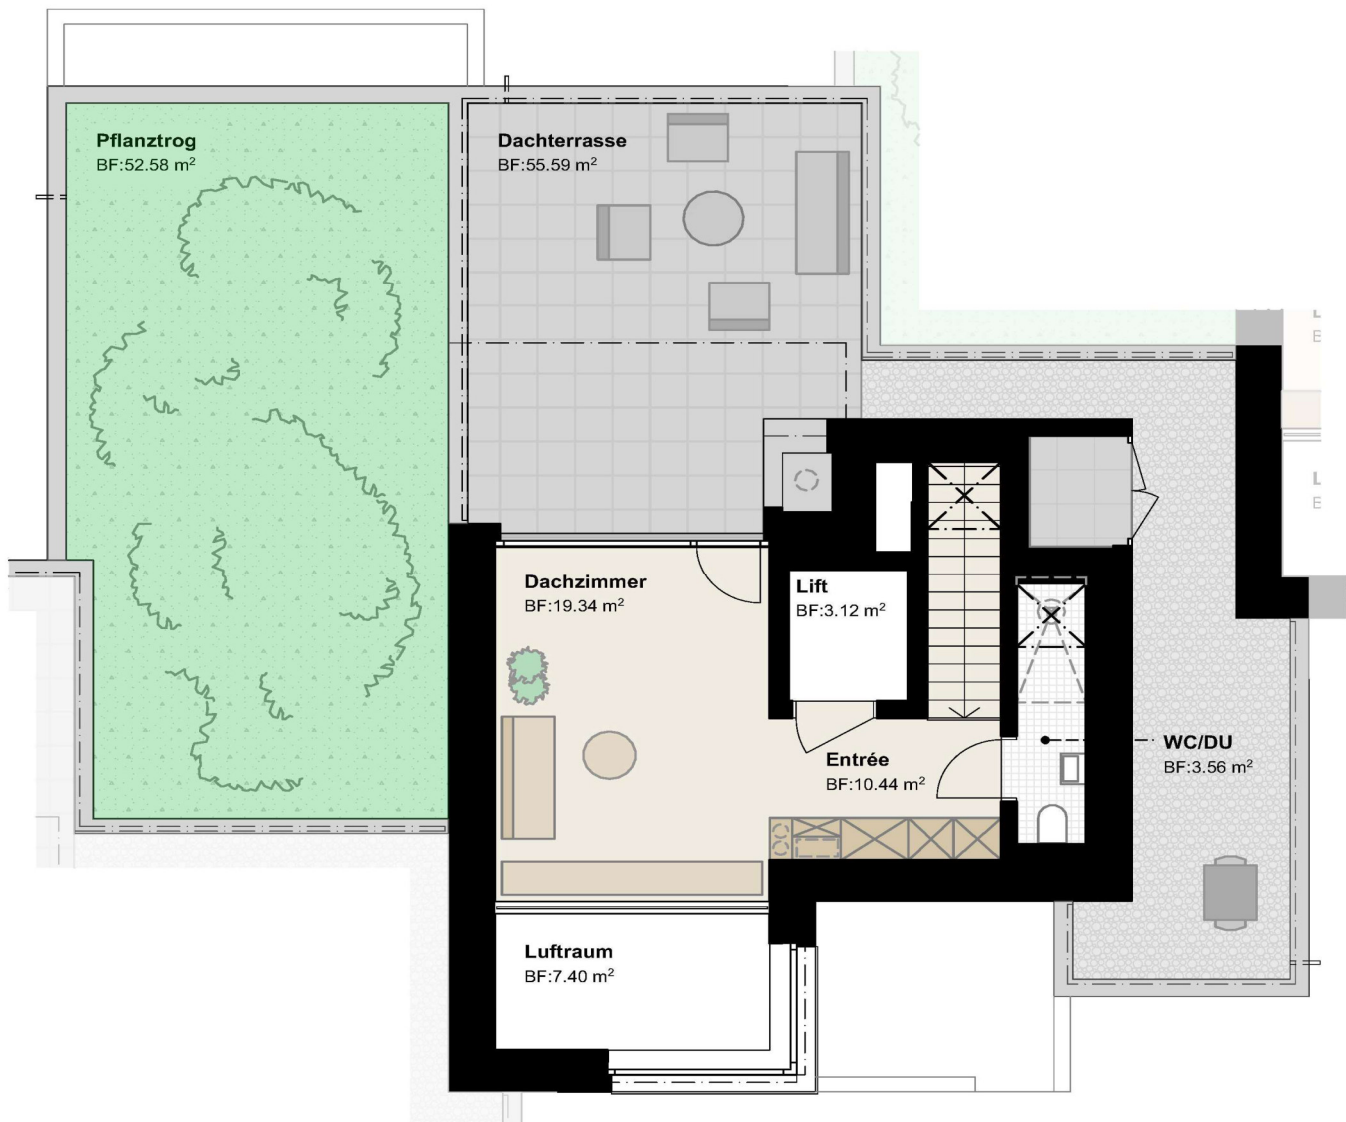 Pflanztrog
BF:52.58 m²
Dachterrasse
BF:55.59 m²
Dachzimmer
BF:19.34 m²
Lift
BF:3.12 m²
Entrée
BF:10.44 m²
WC/DU
BF:3.56 m²
Luftraum
BF:7.40 m²